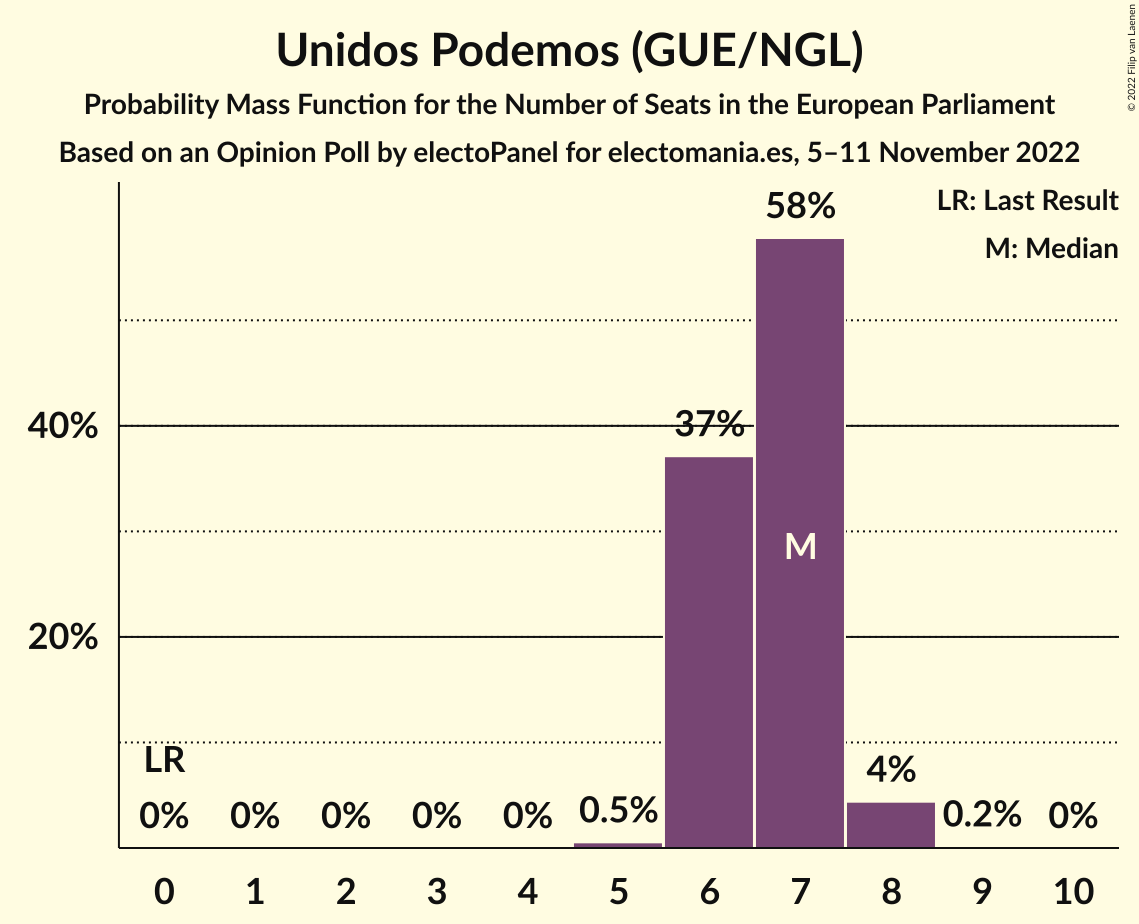 Unidos Podemos (GUE/NGL)
Probability Mass Function for the Number of Seats in the European Parliament
Based on an Opinion Poll by electoPanel for electomania.es, 5–11 November 2022
© 2022 Filip van Laenen
LR: Last Result
M: Median
58%
40%
37%
M
20%
LR
0% 0% 0% 0% 0% 0.5% 4% 0.2% 0%
0 1 2 3 4 5 6 7 8 9 10